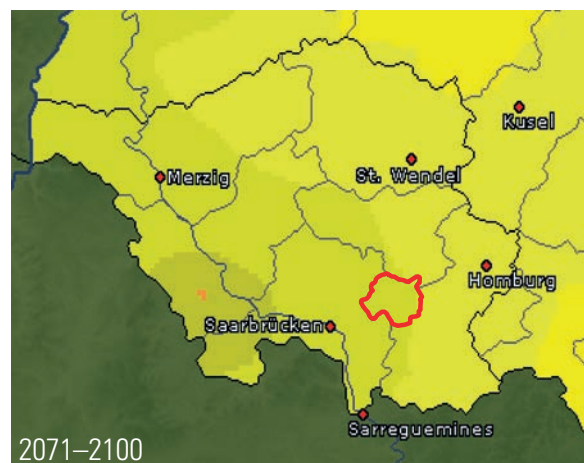 Kusel
St. Wendel
Merzig
Homburg
Saarbrücken
Sarreguemines
2071–2100